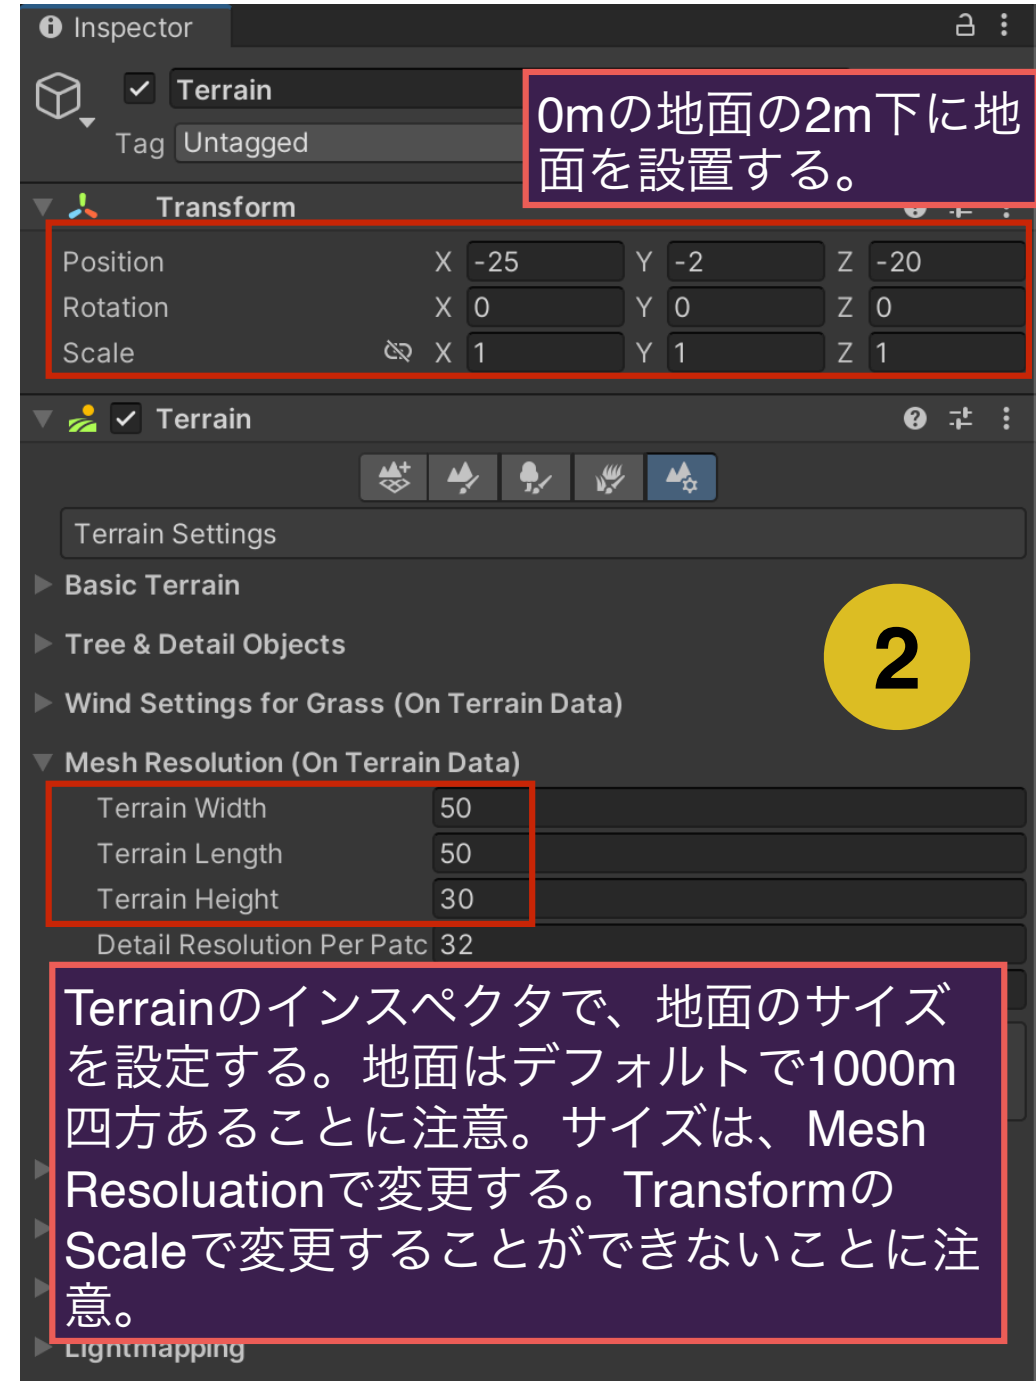 Inspector
Terrain
0mの地面の2m下に地
面を設置する。
Tag Untagged
Transform
Position X -25 Y -2 Z -20
Rotation X 0 Y 0 Z 0
Scale X 1 Y 1 Z 1
Terrain
Terrain Settings
Basic Terrain
Tree & Detail Objects
2
Wind Settings for Grass (On Terrain Data)
Mesh Resolution (On Terrain Data)
Terrain Width 50
Terrain Length 50
Terrain Height 30
Detail Resolution Per Patc 32
Terrainのインスペクタで、地面のサイズ
を設定する。地面はデフォルトで1000m
四方あることに注意。サイズは、Mesh
Resoluationで変更する。Transformの
Scaleで変更することができないことに注
意。
Lightmapping